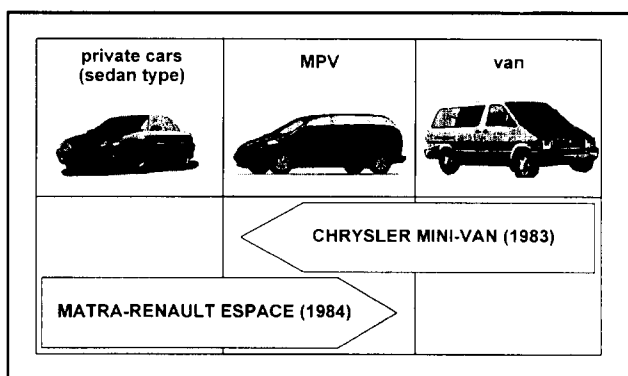 private cars
(sedan type)
MPV
van
CHRYSLER MINI-VAN (1983)
MATRA-RENAULT ESPACE (1984)